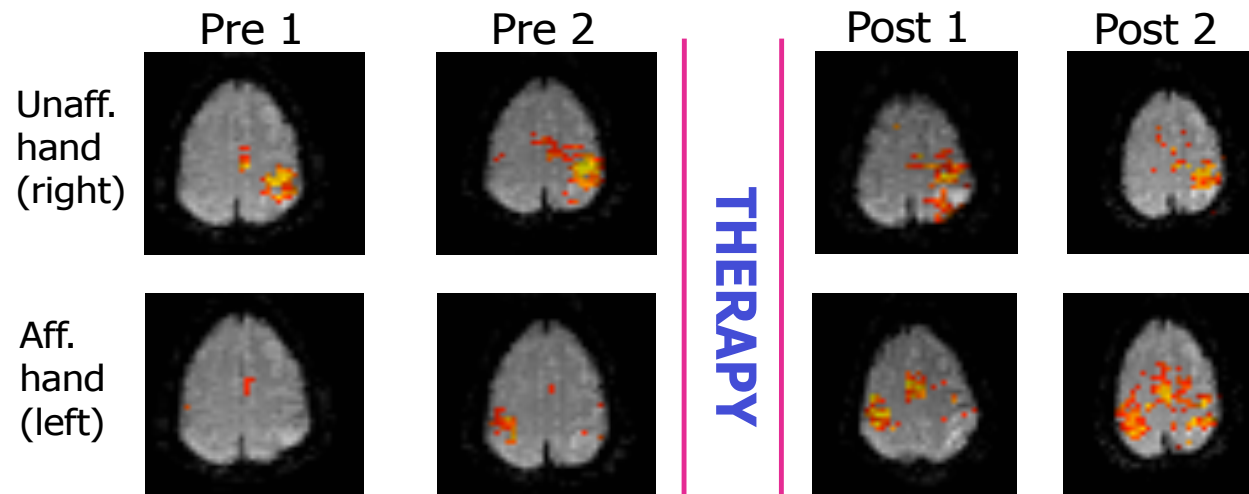 Pre 1
Pre 2
Post 1
Post 2
Unaff.
hand
(right)
THERAPY
Aff.
hand
(left)